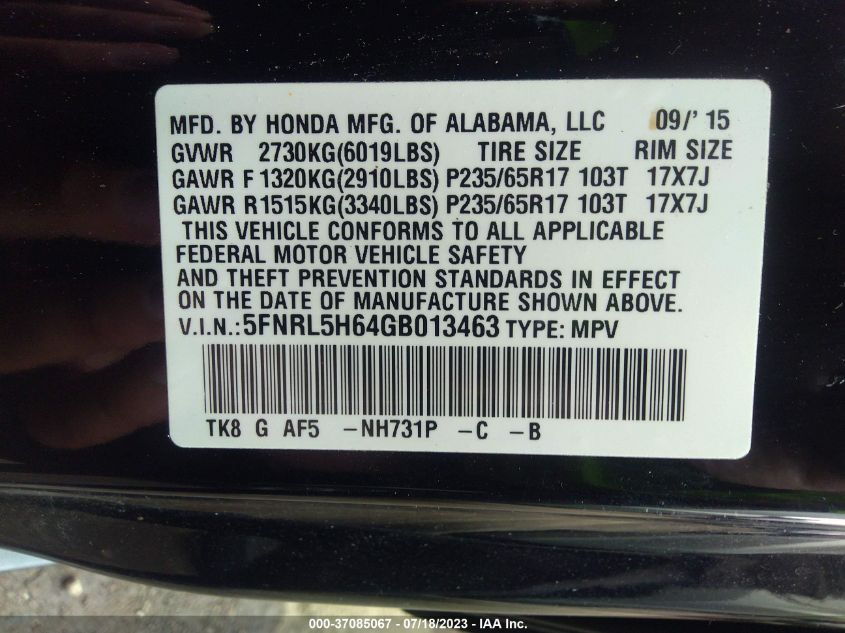 MFD. BY HONDA MFG. OF ALABAMA, LLC 09/' 15
GVWR 2730KG(6019LBS) TIRE SIZE RIM SIZE
GAWR F 1320KG(2910LBS) P235/65R17 103T 17X7J
GAWR R1515KG(3340LBS) P235/65R17 103T 17X7J
THIS VEHICLE CONFORMS TO ALL APPLICABLE
FEDERAL MOTOR VEHICLE SAFETY
AND THEFT PREVENTION STANDARDS IN EFFECT
ON THE DATE OF MANUFACTURE SHOWN ABOVE.
V.I.N.:5FNRL5H64GB013463 TYPE: MPV
TK8 G AF5 -NH731P -C -B
000-37085067 - 07/18/2023 - IAA Inc.